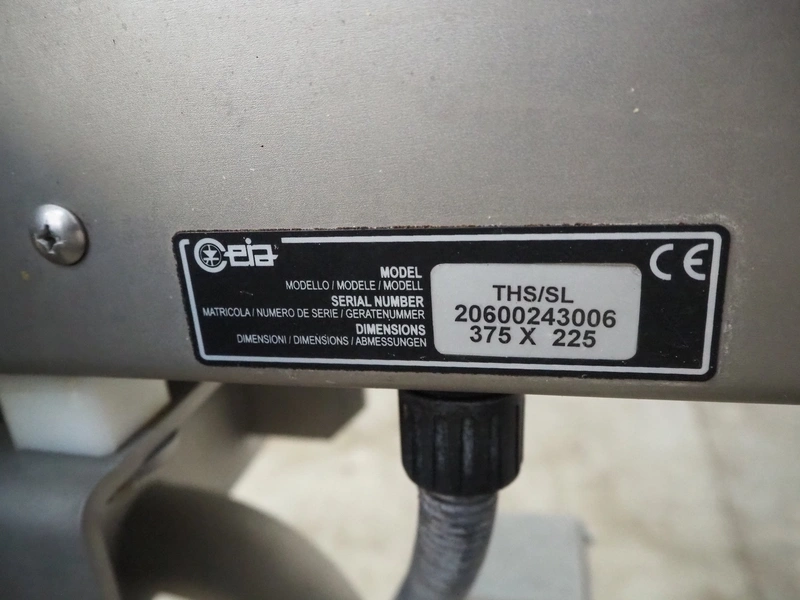 Ceia
CE
MODEL
MODELLO / MODELE / MODELL
THS/SL
SERIAL NUMBER
MATRICOLA / NUMERO DE SERIE / GERATENUMMER
20600243006
DIMENSIONS
DIMENSIONI / DIMENSIONS / ABMESSUNGEN
375 X 225